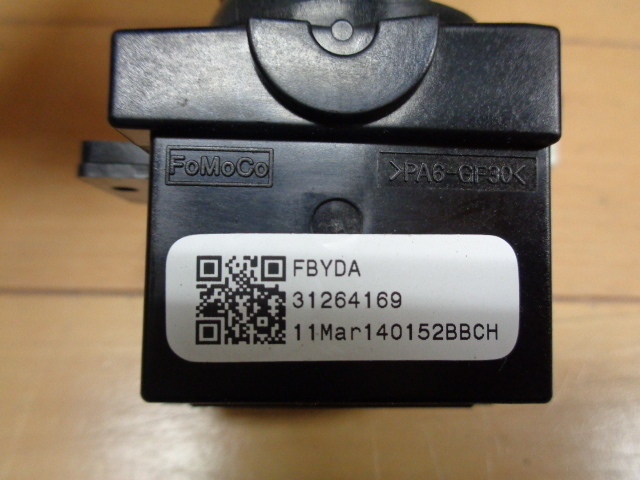 FoMoCo
>PA6-GF30<
FBYDA
31264169
11Mar140152BBCH